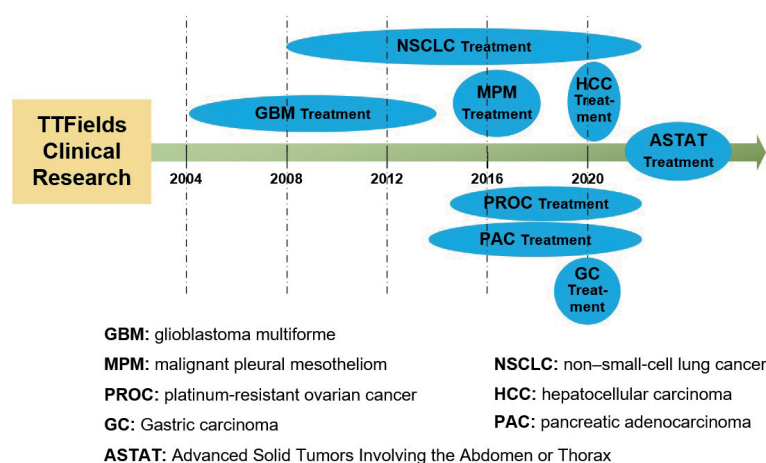 NSCLC Treatment
MPM
Treatment
HCC
Treat-
ment
GBM Treatment
TTFields
Clinical
Research
ASTAT
Treatment
2004
2008
2012
2016
2020
PROC Treatment
PAC Treatment
GC
Treat-
ment
GBM: glioblastoma multiforme
MPM: malignant pleural mesotheliom
NSCLC: non–small-cell lung cancer
PROC: platinum-resistant ovarian cancer
HCC: hepatocellular carcinoma
GC: Gastric carcinoma
PAC: pancreatic adenocarcinoma
ASTAT: Advanced Solid Tumors Involving the Abdomen or Thorax